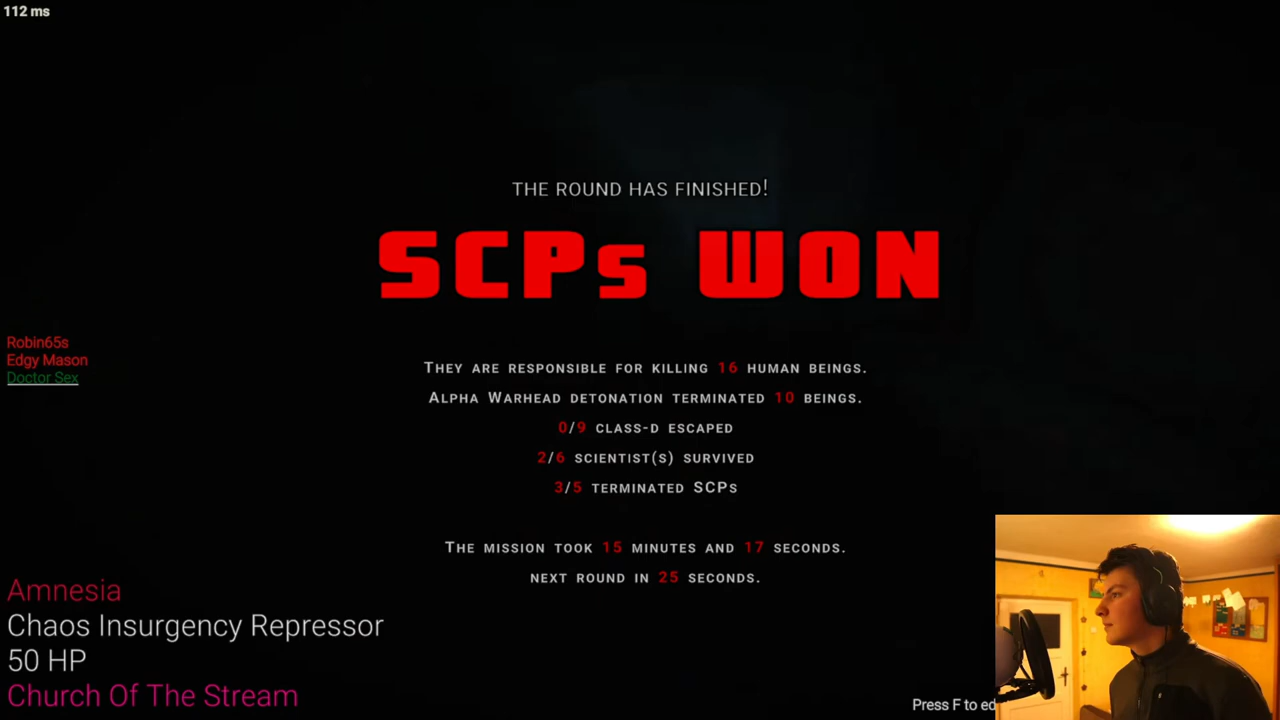 112 ms
THE ROUND HAS FINISHED!
SCPs WON
Robin65s
Edgy Mason
Doctor Sex
THEY ARE RESPONSIBLE FOR KILLING 16 HUMAN BEINGS.
ALPHA WARHEAD DETONATION TERMINATED 10 BEINGS.
0/9 CLASS-D ESCAPED
2/6 SCIENTIST(S) SURVIVED
3/5 TERMINATED SCPs
THE MISSION TOOK 15 MINUTES AND 17 SECONDS.
NEXT ROUND IN 25 SECONDS.
Amnesia
Chaos Insurgency Repressor
50 HP
Church Of The Stream
Press F to ed